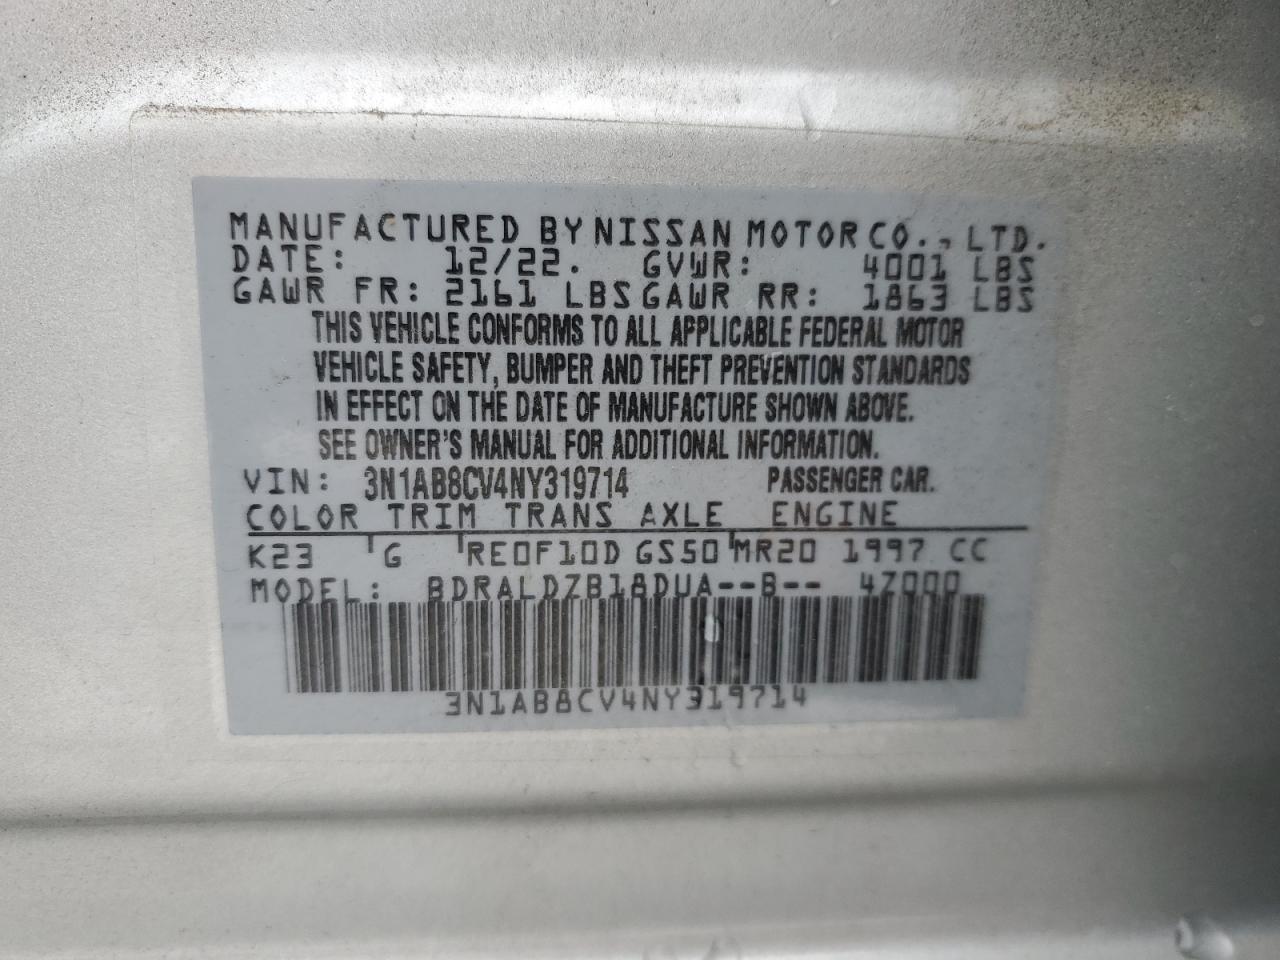 MANUFACTURED BY NISSAN MOTOR CO., LTD.
DATE: 12/22. GVWR: 4001 LBS
GAWR FR: 2161 LBS GAWR RR: 1863 LBS
THIS VEHICLE CONFORMS TO ALL APPLICABLE FEDERAL MOTOR
VEHICLE SAFETY, BUMPER AND THEFT PREVENTION STANDARDS
IN EFFECT ON THE DATE OF MANUFACTURE SHOWN ABOVE.
SEE OWNER'S MANUAL FOR ADDITIONAL INFORMATION.
VIN: 3N1AB8CV4NY319714 PASSENGER CAR.
COLOR TRIM TRANS AXLE ENGINE
K23 G RE0F10D GS50 MR20 1997 CC
MODEL: BDRALDZB18DUA--B-- 4Z000
3N1AB8CV4NY319714